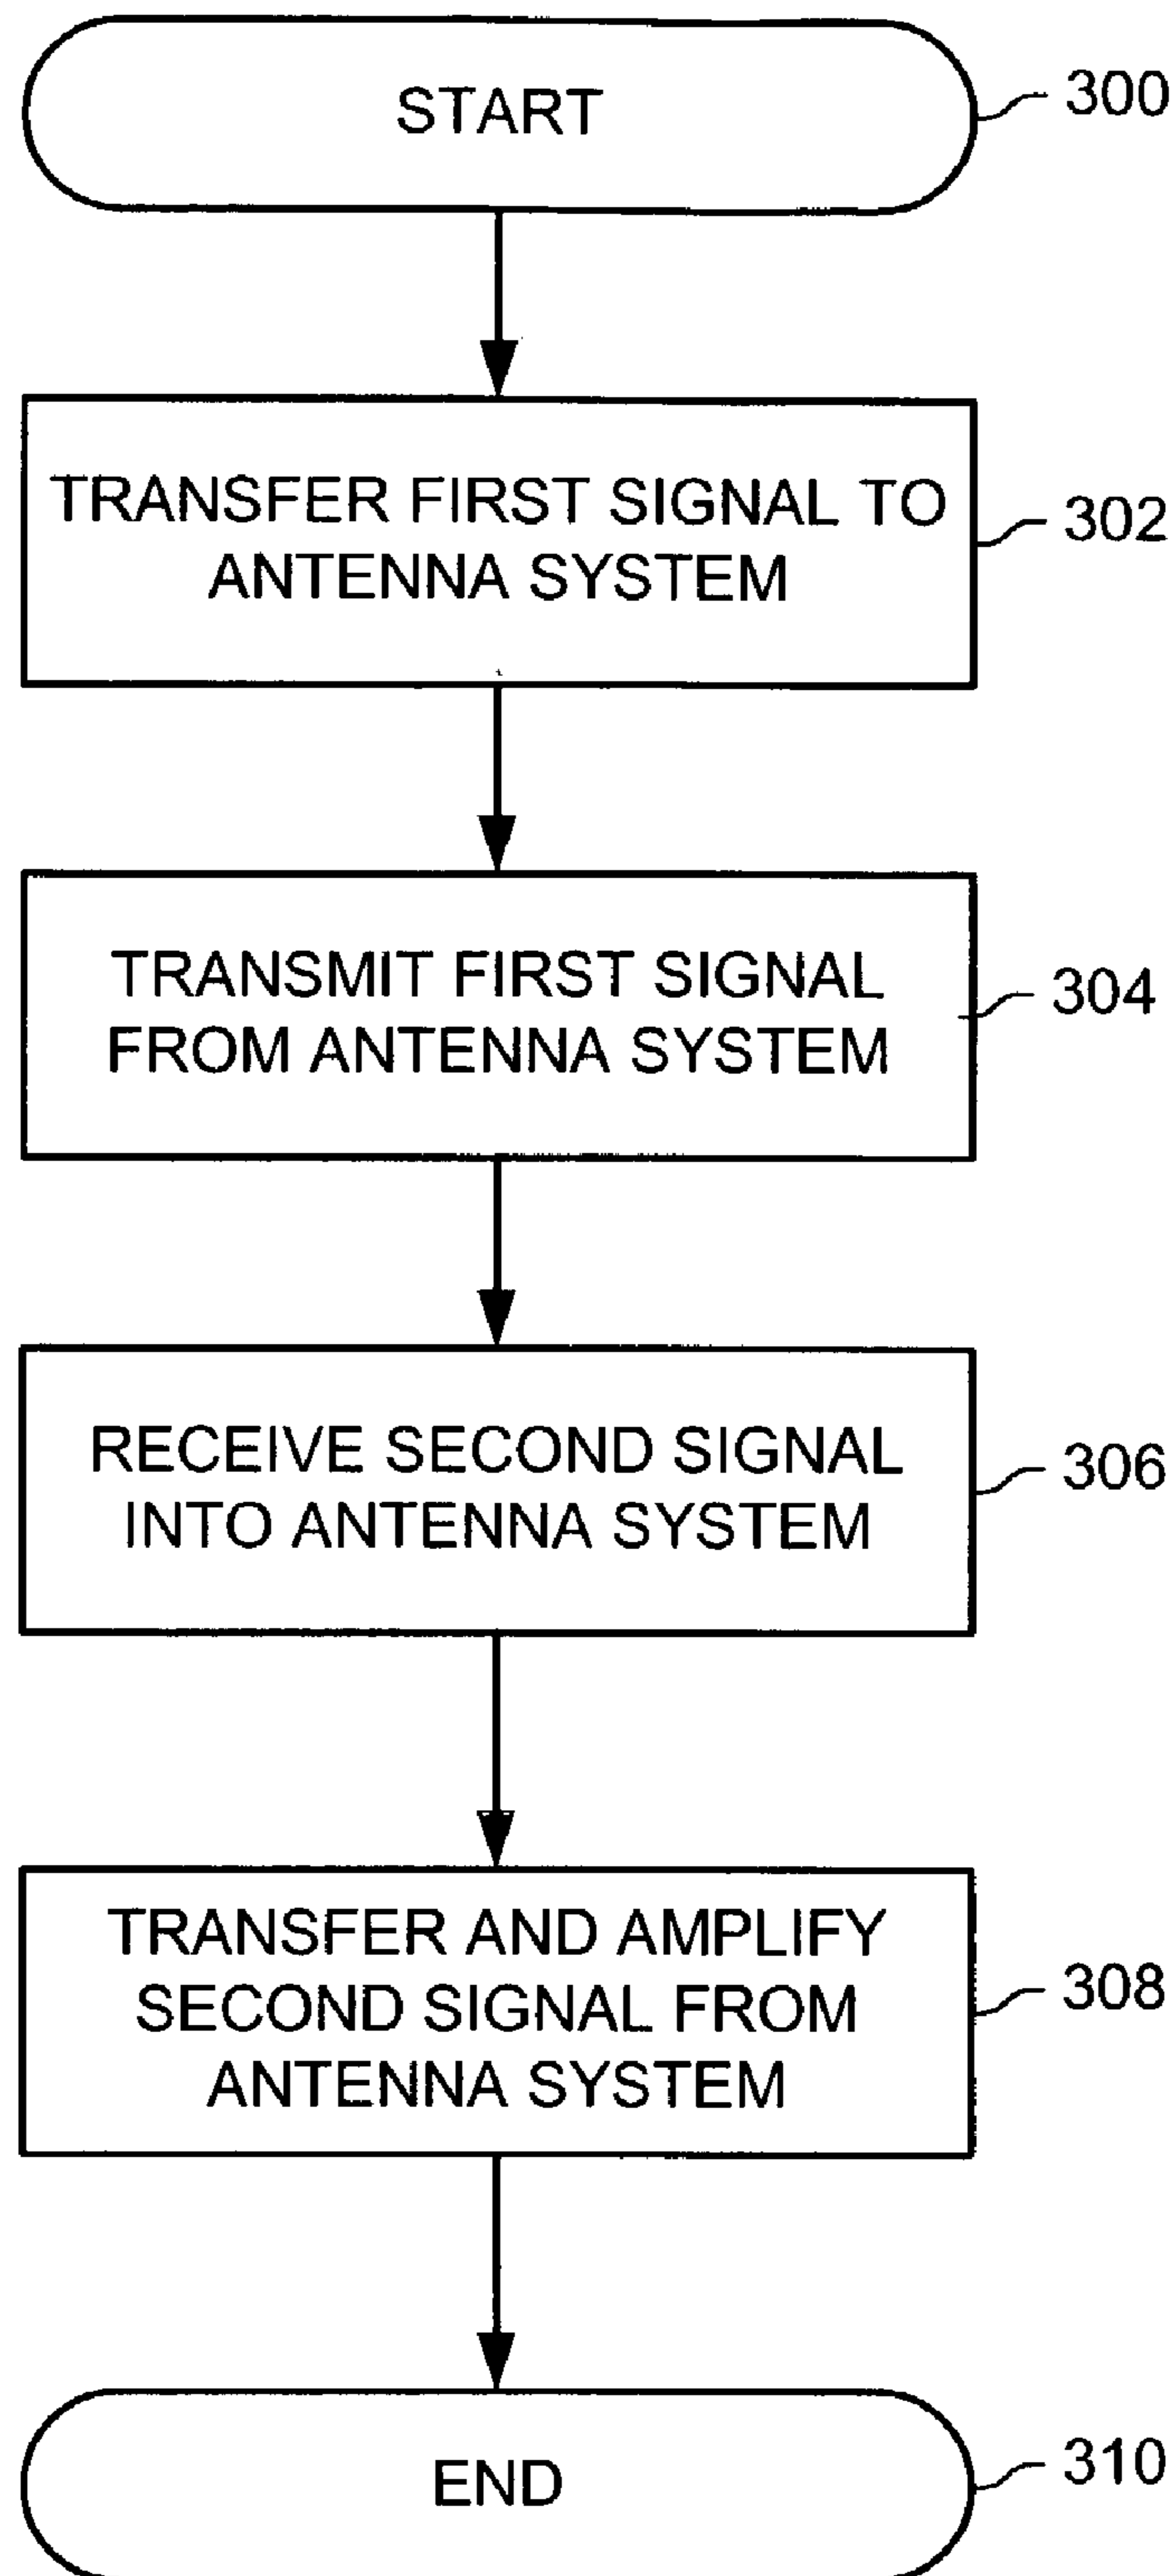 START
300
TRANSFER FIRST SIGNAL TO
ANTENNA SYSTEM
302
TRANSMIT FIRST SIGNAL
FROM ANTENNA SYSTEM
304
RECEIVE SECOND SIGNAL
INTO ANTENNA SYSTEM
306
TRANSFER AND AMPLIFY
SECOND SIGNAL FROM
ANTENNA SYSTEM
308
END
310